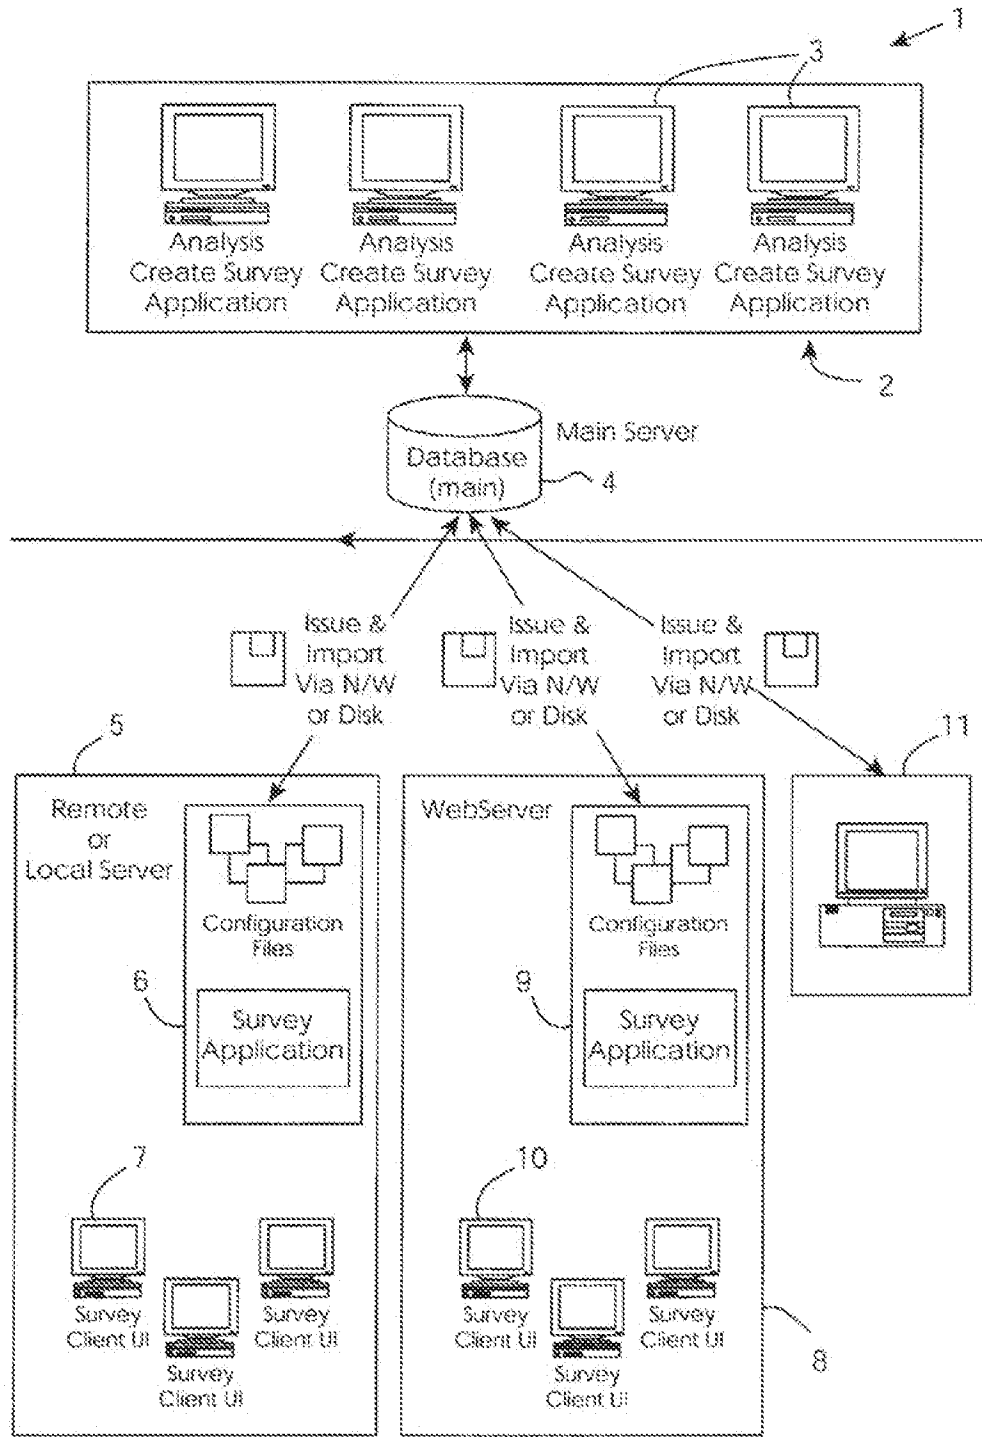 1
3
Analysis
Create Survey
Application
Analysis
Create Survey
Application
Analysis
Create Survey
Application
Analysis
Create Survey
Application
2
Main Server
Database
(main)
4
Issue &
Import
Via N/W
or Disk
Issue &
Import
Via N/W
or Disk
Issue &
Import
Via N/W
or Disk
5
11
Remote
or
Local Server
Configuration
Files
6
Survey
Application
WebServer
Configuration
Files
9
Survey
Application
7
Survey
Client UI
Survey
Client UI
Survey
Client UI
10
Survey
Client UI
Survey
Client UI
Survey
Client UI
8